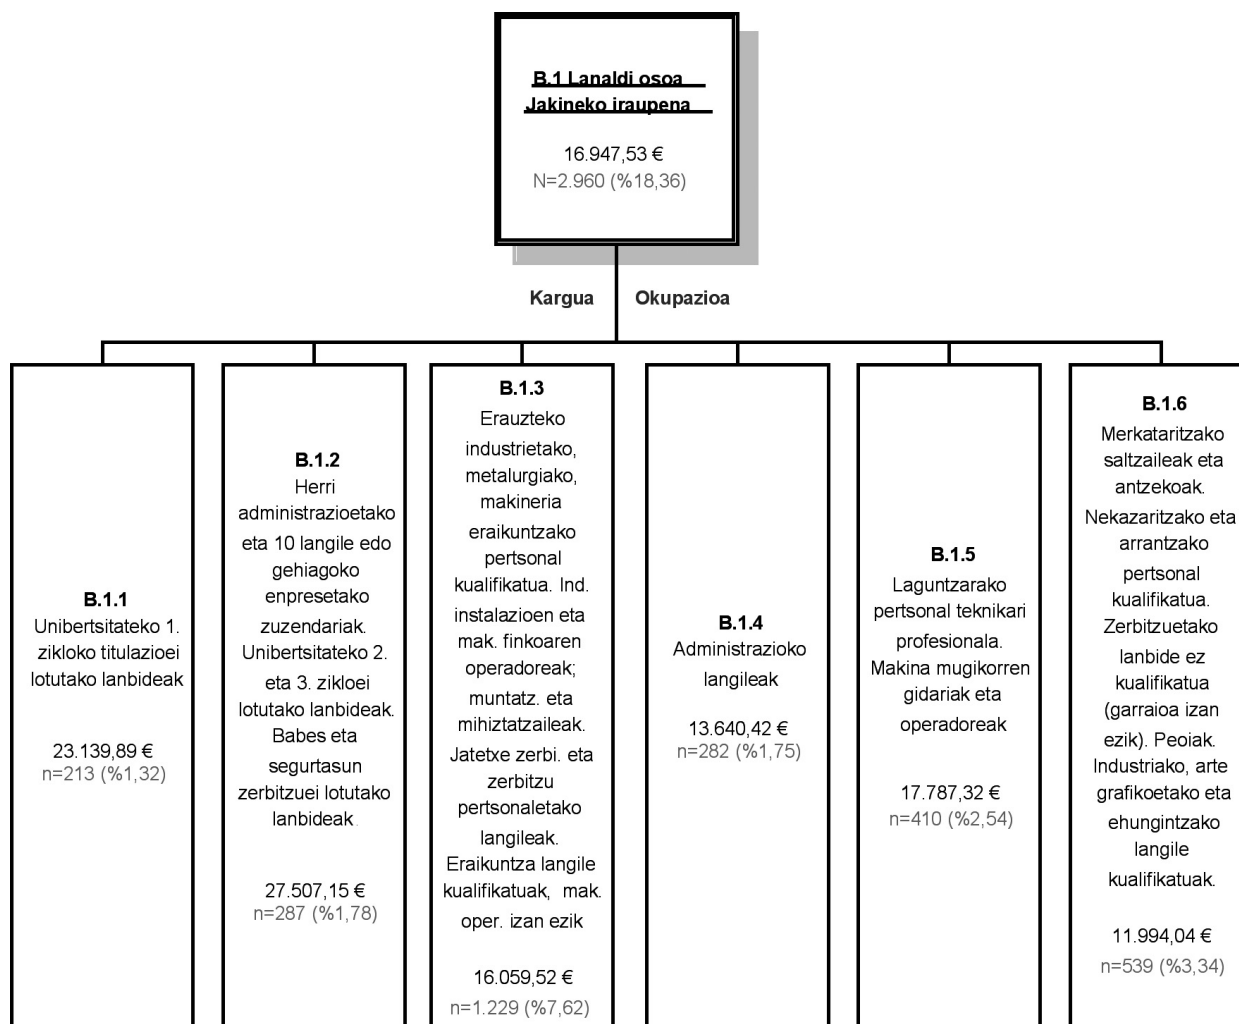 B.1 Lanaldi osoa
Jakineko iraupena
16.947,53 €
N=2.960 (%18,36)
Kargua
Okupazioa
B.1.1
Unibertsitateko 1.
zikloko titulazioei
lotutako lanbideak
23.139,89 €
n=213 (%1,32)
B.1.2
Herri
administrazioetako
eta 10 langile edo
gehiagoko
enpresetako
zuzendariak.
Unibertsitateko 2.
eta 3. zikloei
lotutako lanbideak.
Babes eta
segurtasun
zerbitzuei lotutako
lanbideak
27.507,15 €
n=287 (%1,78)
B.1.3
Erauzteko
industrietako,
metalurgiako,
makineria
eraikuntzako
pertsonal
kualifikatua. Ind.
instalazioen eta
mak. finkoaren
operadoreak;
muntatz. eta
mihiztatzaileak.
Jatetxe zerbi. eta
zerbitzu
pertsonaletako
langileak.
Eraikuntza langile
kualifikatuak, mak.
oper. izan ezik
16.059,52 €
n=1.229 (%7,62)
B.1.4
Administrazioko
langileak
13.640,42 €
n=282 (%1,75)
B.1.5
Laguntzarako
pertsonal teknikari
profesionala.
Makina mugikorren
gidariak eta
operadoreak
17.787,32 €
n=410 (%2,54)
B.1.6
Merkataritzako
saltzaileak eta
antzekoak.
Nekazaritzako eta
arrantzako
pertsonal
kualifikatua.
Zerbitzuetako
lanbide ez
kualifikatua
(garraioa izan
ezik). Peoiak.
Industriako, arte
grafikoetako eta
ehungintzako
langile
kualifikatuak.
11.994,04 €
n=539 (%3,34)